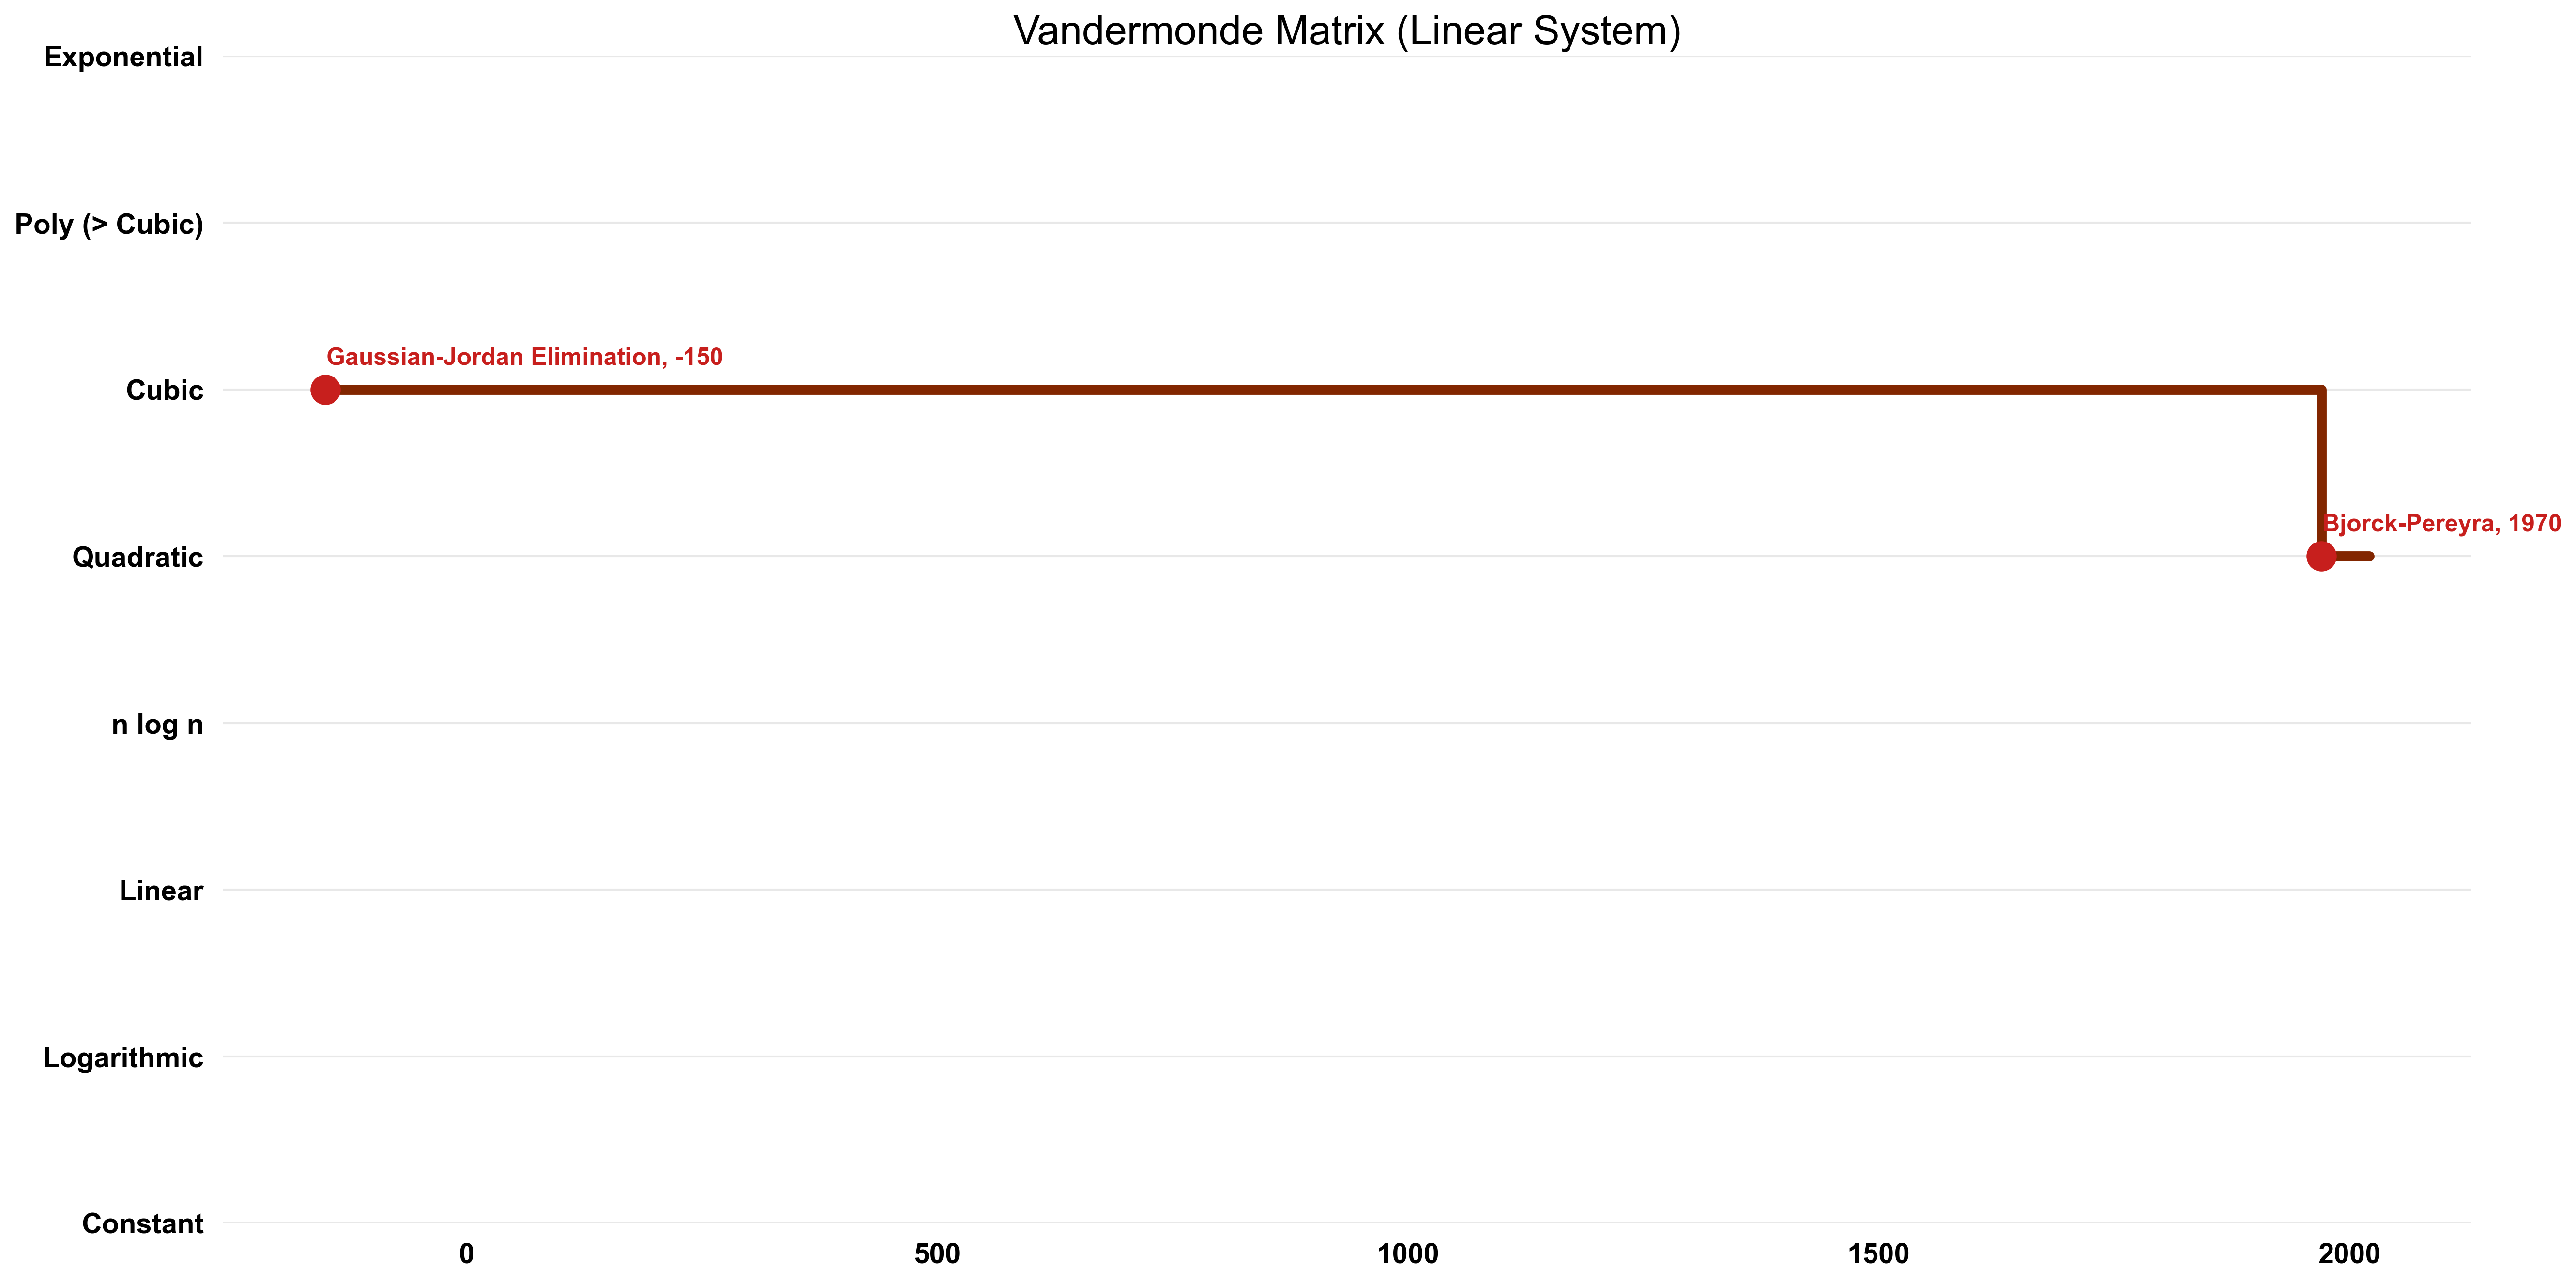 Vandermonde Matrix (Linear System)
Exponential
Poly (> Cubic)
Gaussian-Jordan Elimination, -150
Cubic
Bjorck-Pereyra, 1970
Quadratic
n log n
Linear
Logarithmic
Constant
0 500 1000 1500 2000